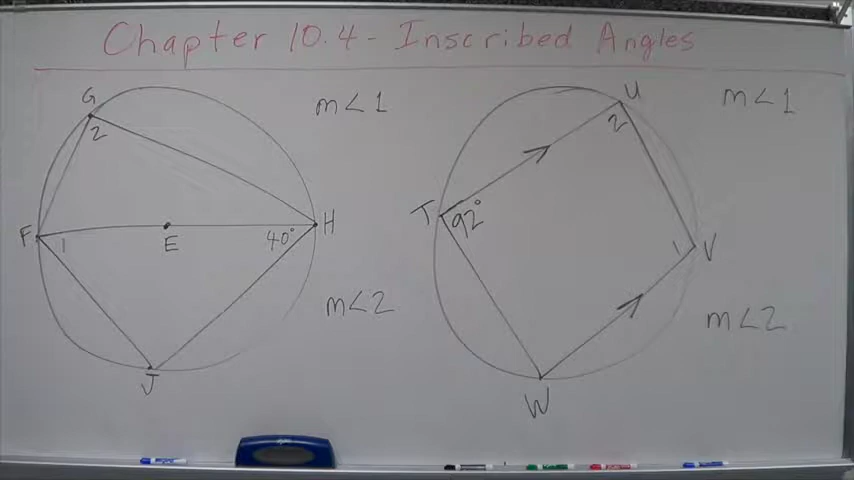 Chapter 10.4 - Inscribed Angles
G
2
m<1
F
1
E
40°
H
m<2
J
U
2
m<1
T
92°
1
V
m<2
W